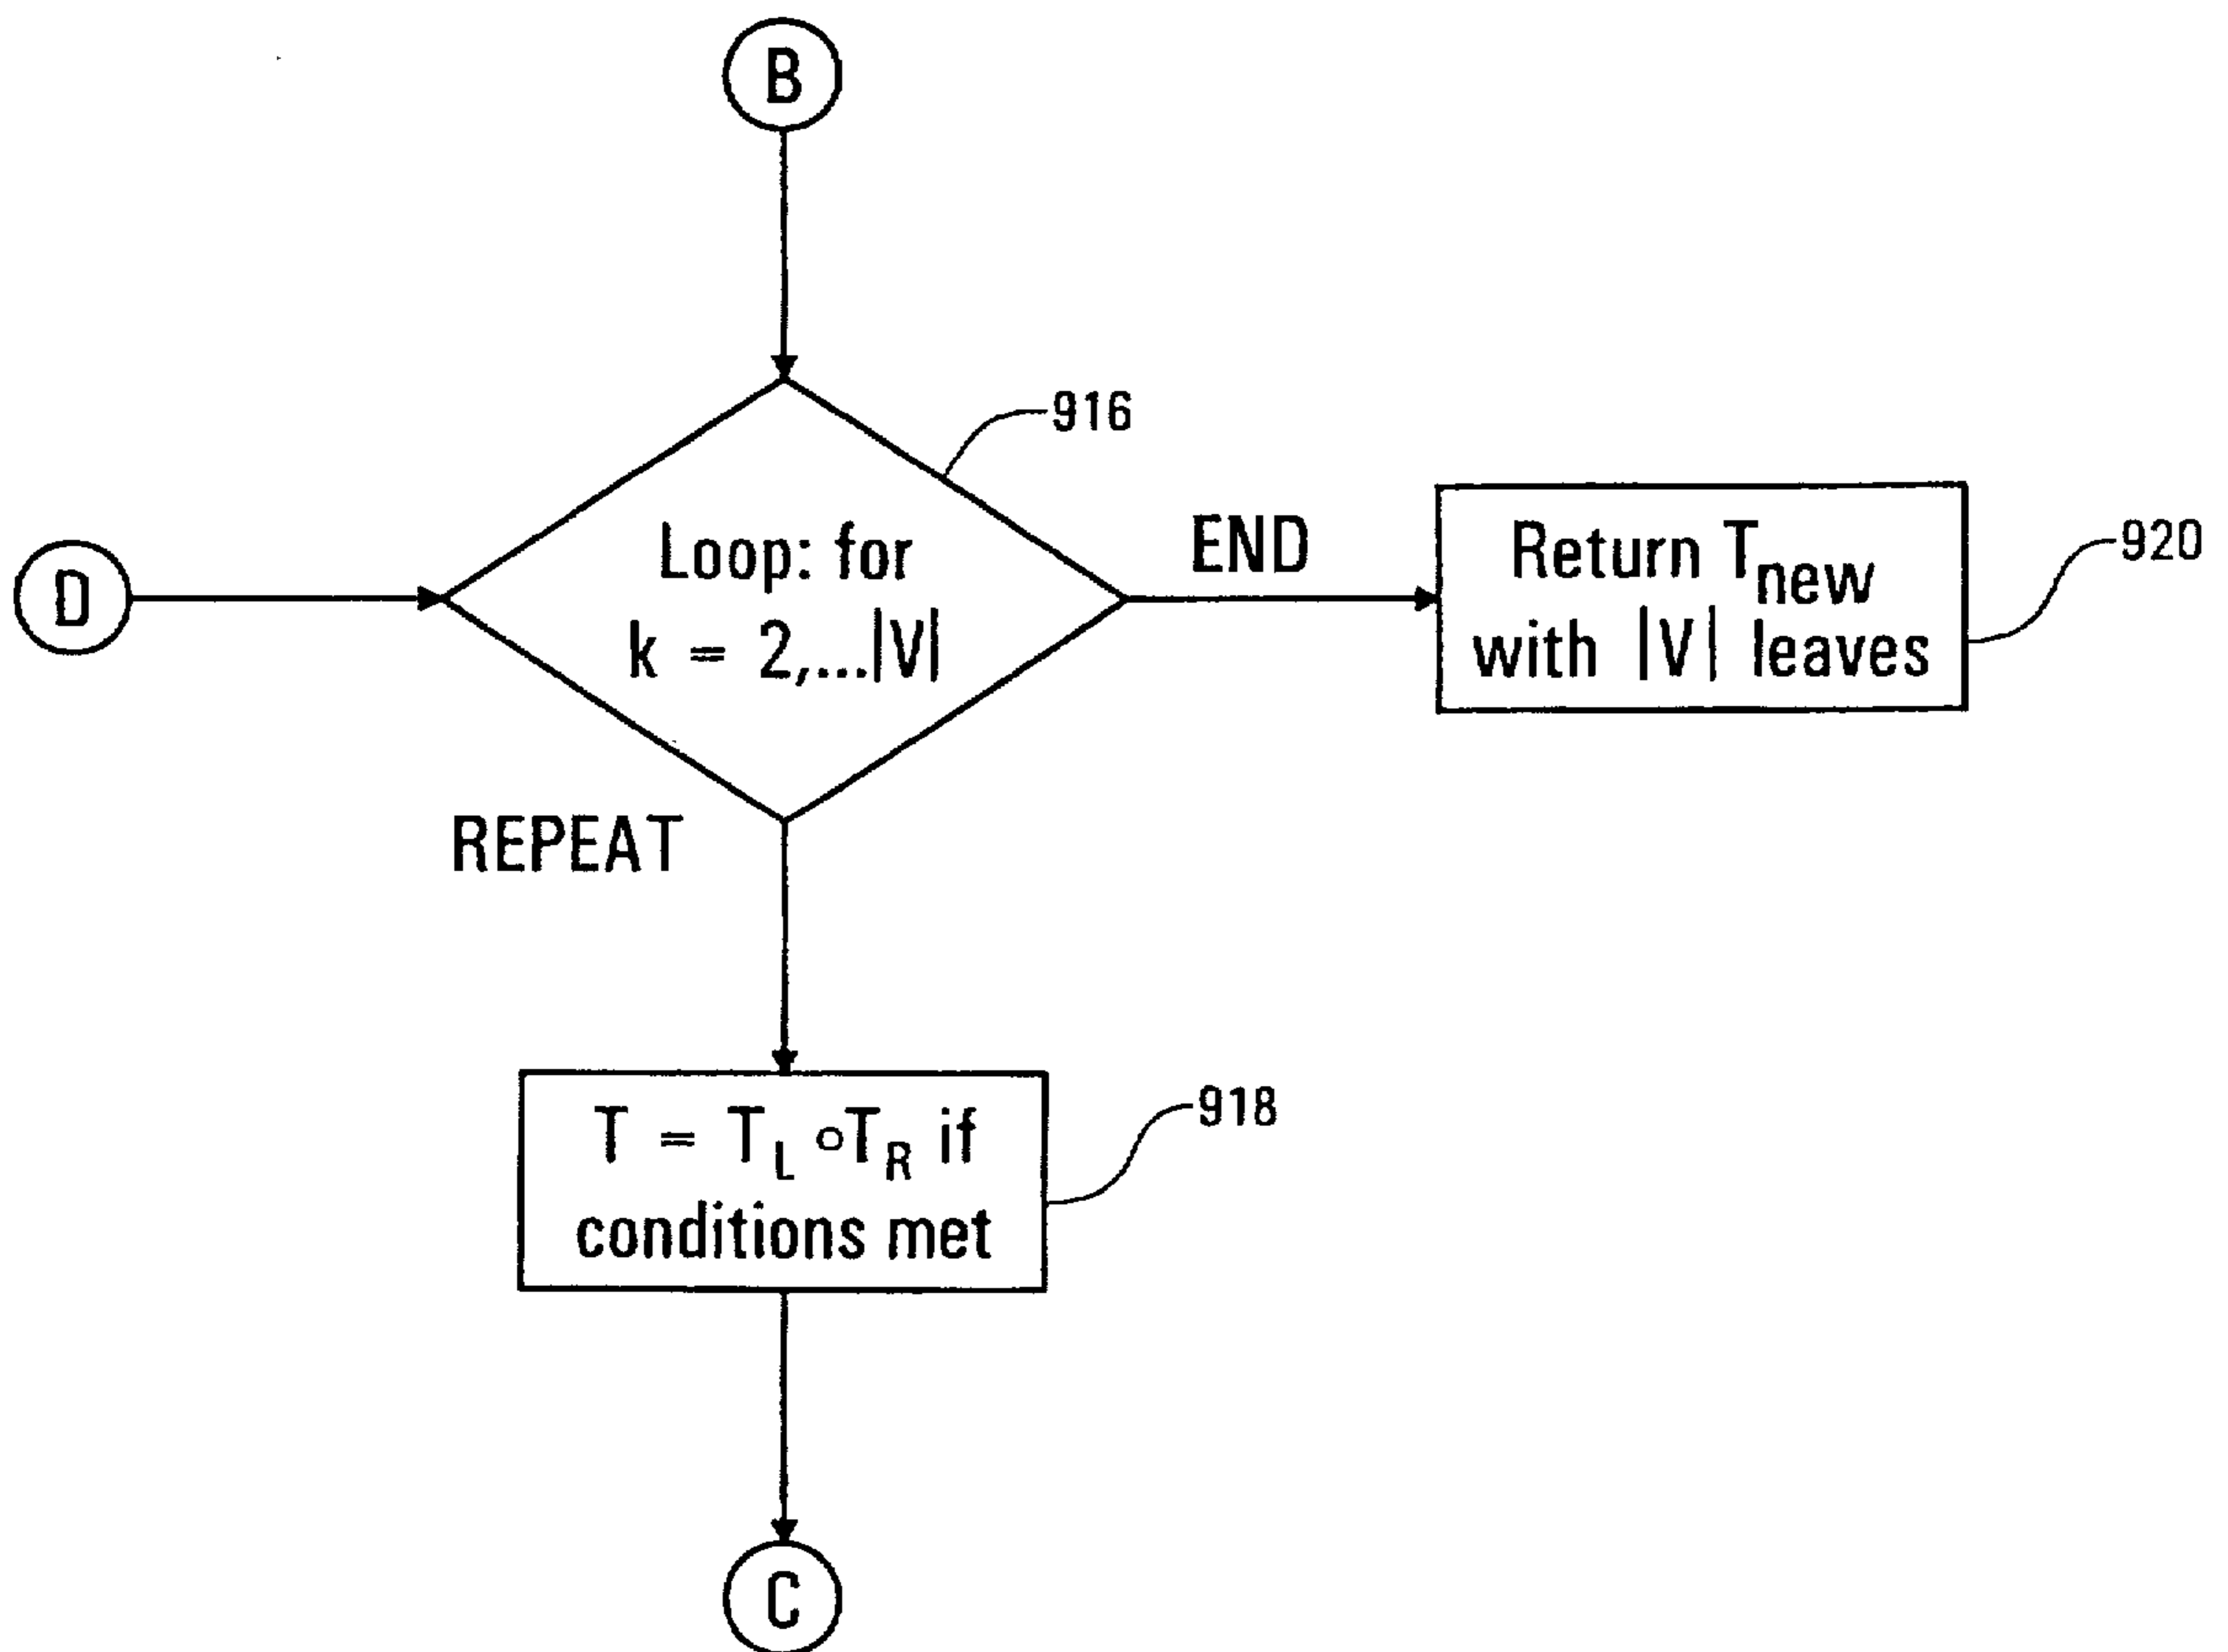 B
916
Loop: for
k = 2,...|V|
D
END
Return T_new
with |V| leaves
920
REPEAT
T = T_L ∘T_R if
conditions met
918
C